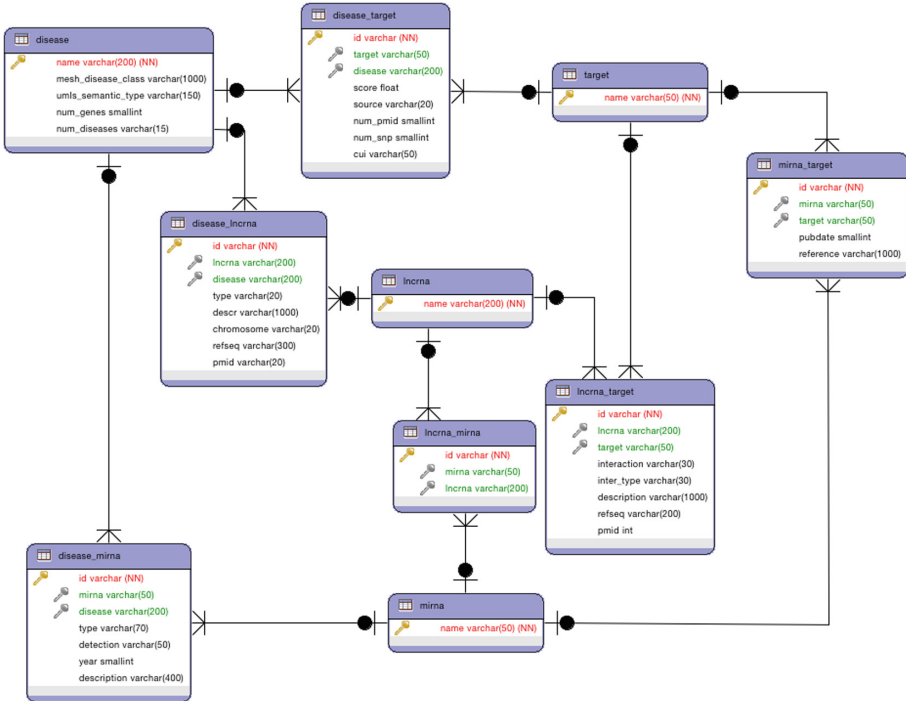 disease
name varchar(200) (NN)
mesh_disease_class varchar(1000)
umls_semantic_type varchar(150)
num_genes smallint
num_diseases varchar(15)
disease_target
id varchar (NN)
target varchar(50)
disease varchar(200)
score float
source varchar(20)
num_pmid smallint
num_snp smallint
cui varchar(50)
target
name varchar(50) (NN)
mirna_target
id varchar (NN)
mirna varchar(50)
target varchar(50)
pubdate smallint
reference varchar(1000)
disease_lncrna
id varchar (NN)
lncrna varchar(200)
disease varchar(200)
type varchar(20)
descr varchar(1000)
chromosome varchar(20)
refseq varchar(300)
pmid varchar(20)
lncrna
name varchar(200) (NN)
lncrna_mirna
id varchar (NN)
mirna varchar(50)
lncrna varchar(200)
lncrna_target
id varchar (NN)
lncrna varchar(200)
target varchar(50)
interaction varchar(30)
inter_type varchar(30)
description varchar(1000)
refseq varchar(200)
pmid int
disease_mirna
id varchar (NN)
mirna varchar(50)
disease varchar(200)
type varchar(70)
detection varchar(50)
year smallint
description varchar(400)
mirna
name varchar(50) (NN)